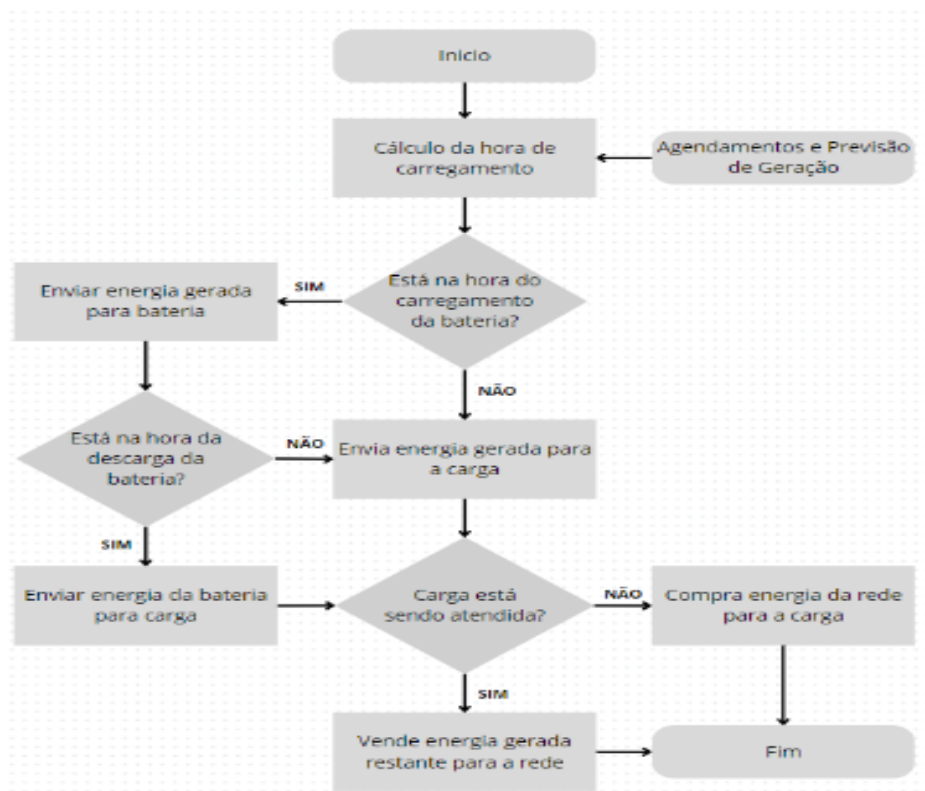 Inicio
Cálculo da hora de
carregamento
Agendamentos e Previsão
de Geração
Está na hora do
carregamento
da bateria?
SIM
Enviar energia gerada
para bateria
NÃO
Está na hora da
descarga da
bateria?
NÃO
Envia energia gerada para
a carga
SIM
Enviar energia da bateria
para carga
Carga está
sendo atendida?
NÃO
Compra energia da rede
para a carga
SIM
Vende energia gerada
restante para a rede
Fim